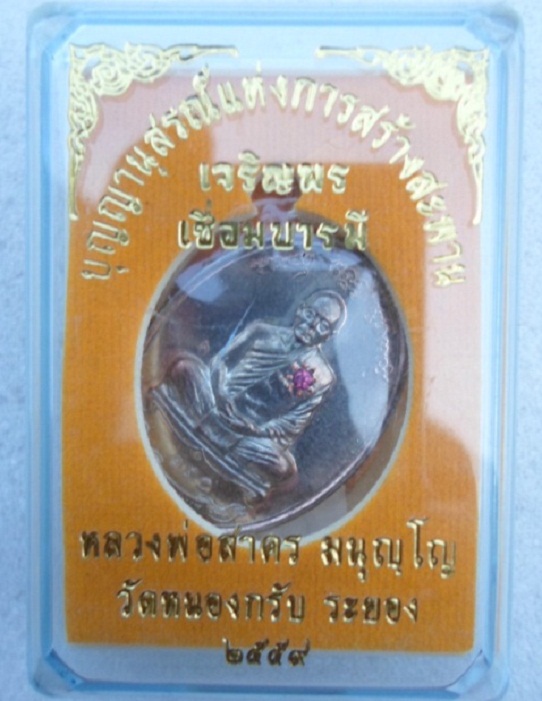 บุญญานุสรณ์แห่งการสร้างสะพาน
เจริญพร
เชื่อมบารมี
หลวงพ่อสาคร มนุญฺโญ
วัดหนองกรับ ระยอง
๒๕๕๙